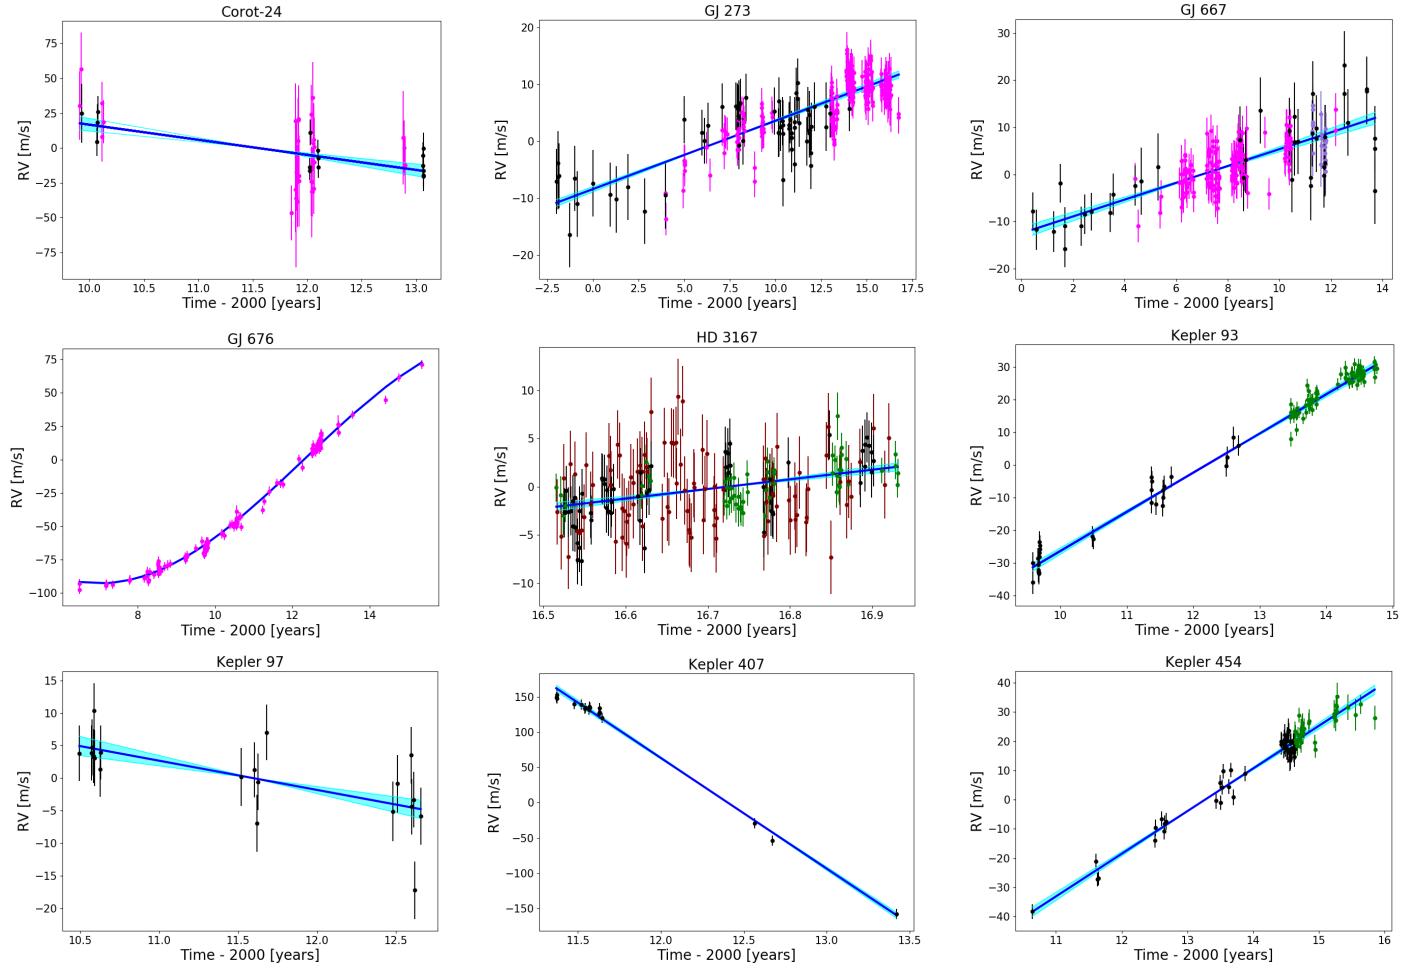 Corot-24
RV [m/s]
75
50
25
0
−25
−50
−75
10.0 10.5 11.0 11.5 12.0 12.5 13.0
Time - 2000 [years]
GJ 273
RV [m/s]
20
10
0
−10
−20
−2.5 0.0 2.5 5.0 7.5 10.0 12.5 15.0 17.5
Time - 2000 [years]
GJ 667
RV [m/s]
30
20
10
0
−10
−20
0 2 4 6 8 10 12 14
Time - 2000 [years]
GJ 676
RV [m/s]
75
50
25
0
−25
−50
−75
−100
8 10 12 14
Time - 2000 [years]
HD 3167
RV [m/s]
10
5
0
−5
−10
16.5 16.6 16.7 16.8 16.9
Time - 2000 [years]
Kepler 93
RV [m/s]
30
20
10
0
−10
−20
−30
−40
10 11 12 13 14 15
Time - 2000 [years]
Kepler 97
RV [m/s]
15
10
5
0
−5
−10
−15
−20
10.5 11.0 11.5 12.0 12.5
Time - 2000 [years]
Kepler 407
RV [m/s]
150
100
50
0
−50
−100
−150
11.5 12.0 12.5 13.0 13.5
Time - 2000 [years]
Kepler 454
RV [m/s]
40
30
20
10
0
−10
−20
−30
−40
11 12 13 14 15 16
Time - 2000 [years]